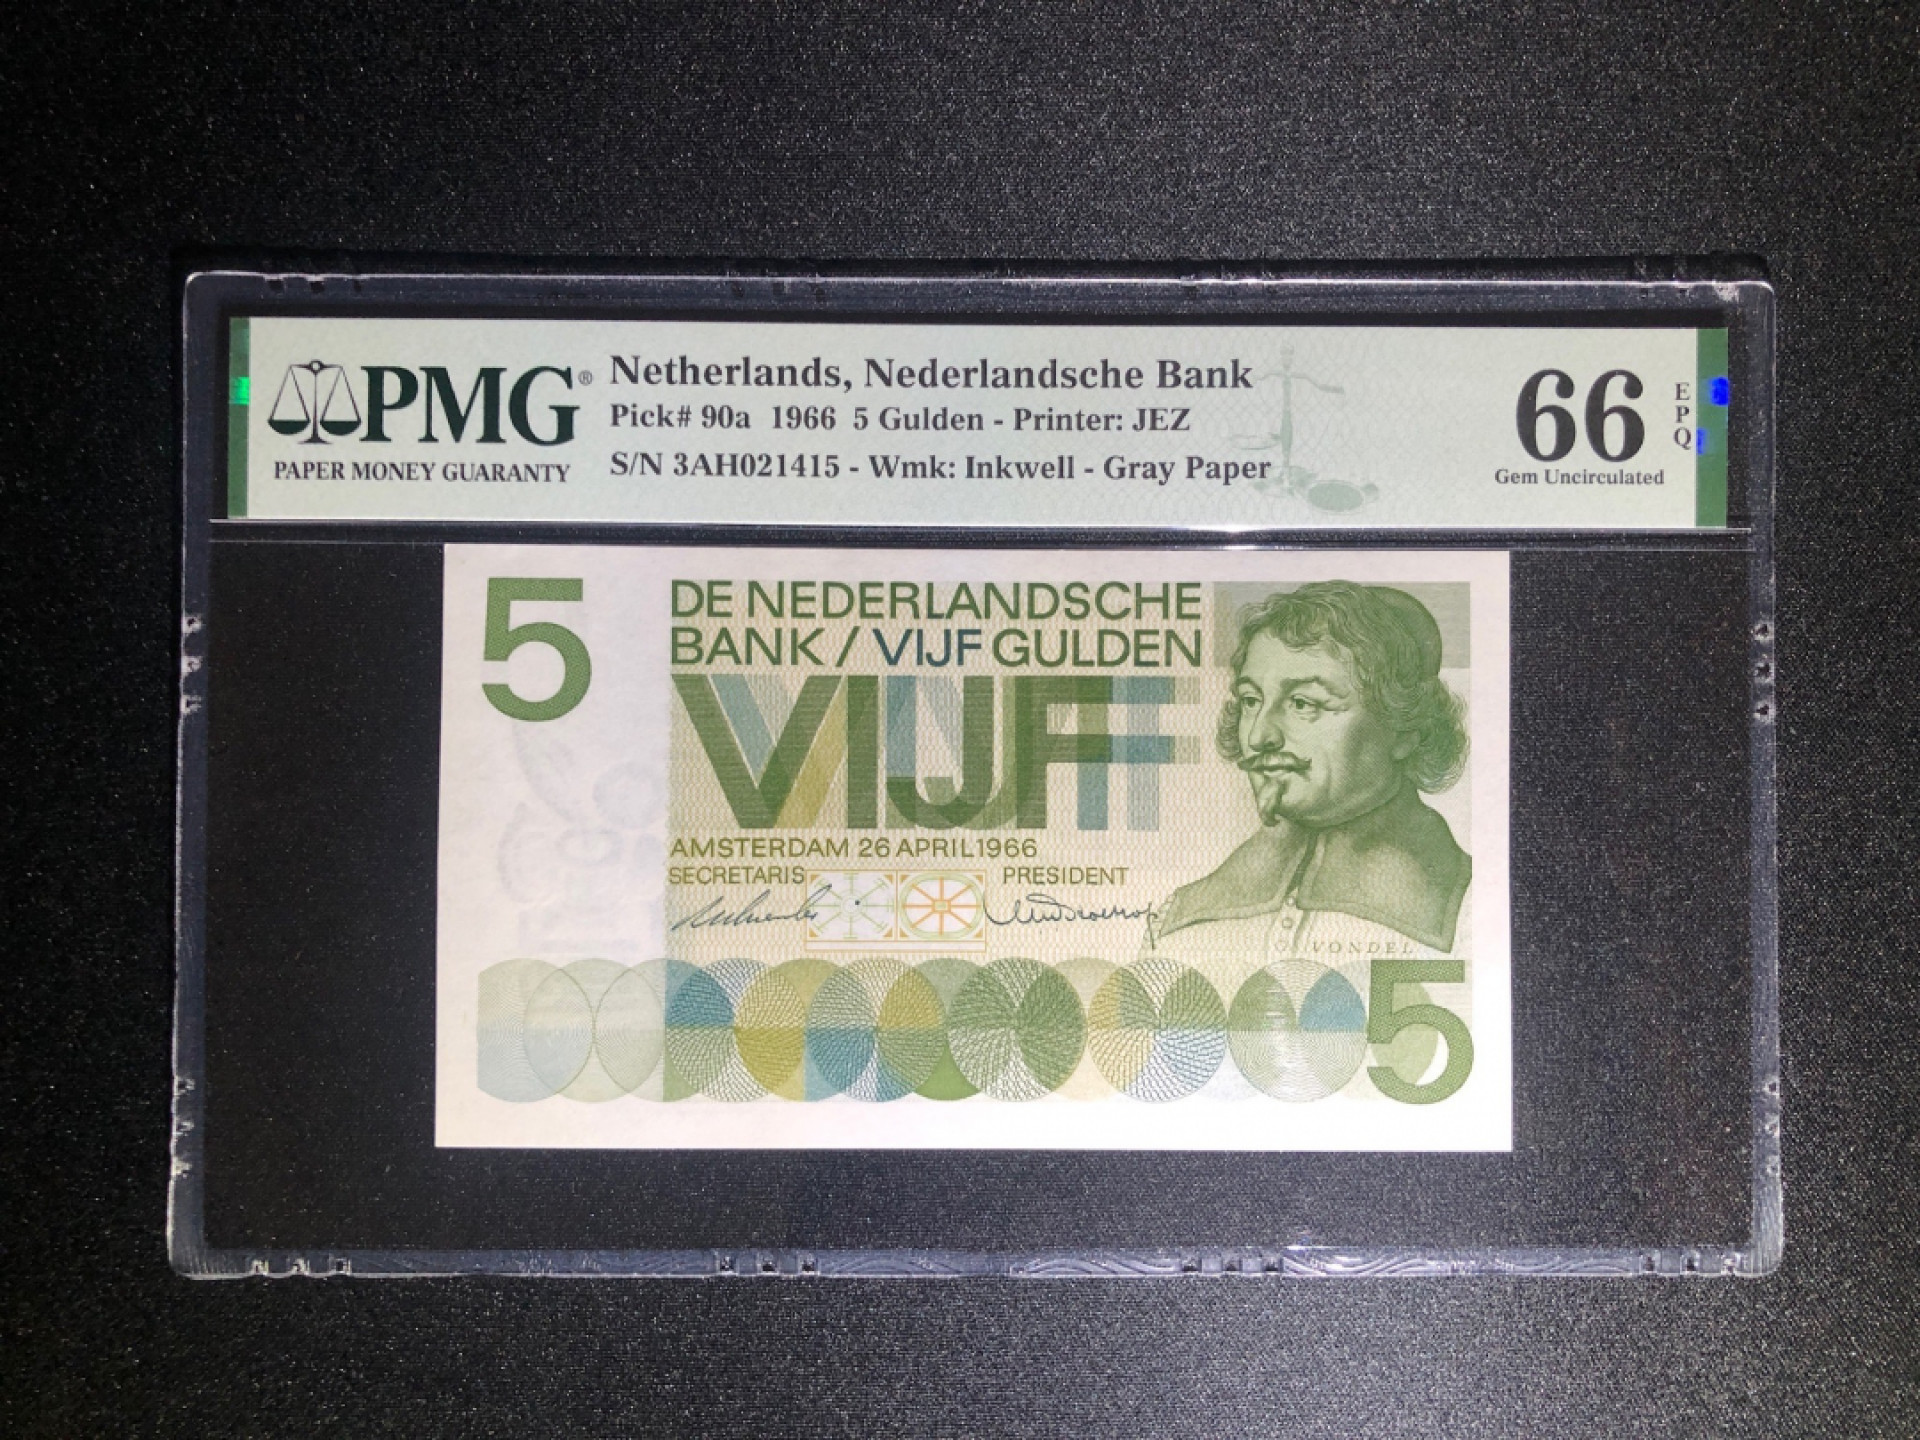 PMG®
PAPER MONEY GUARANTY
Netherlands, Nederlandsche Bank
Pick# 90a 1966 5 Gulden - Printer: JEZ
S/N 3AH021415 - Wmk: Inkwell - Gray Paper
66
EPQ
Gem Uncirculated
5
DE NEDERLANDSCHE
BANK / VIJF GULDEN
VIJF
AMSTERDAM 26 APRIL 1966
SECRETARIS
PRESIDENT
VONDEL
5